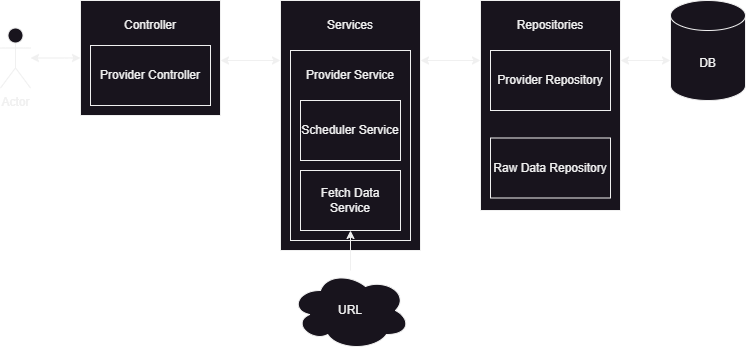 Controller
Provider Controller
Actor
Services
Provider Service
Scheduler Service
Fetch Data
Service
URL
Repositories
Provider Repository
Raw Data Repository
DB